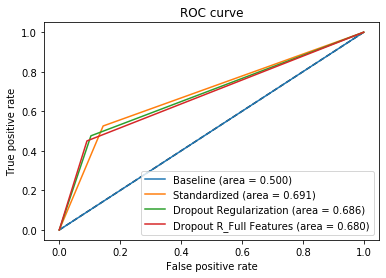 ROC curve
1.0
0.8
0.6
0.4
0.2
0.0
True positive rate
Baseline (area = 0.500)
Standardized (area = 0.691)
Dropout Regularization (area = 0.686)
Dropout R_Full Features (area = 0.680)
0.0 0.2 0.4 0.6 0.8 1.0
False positive rate